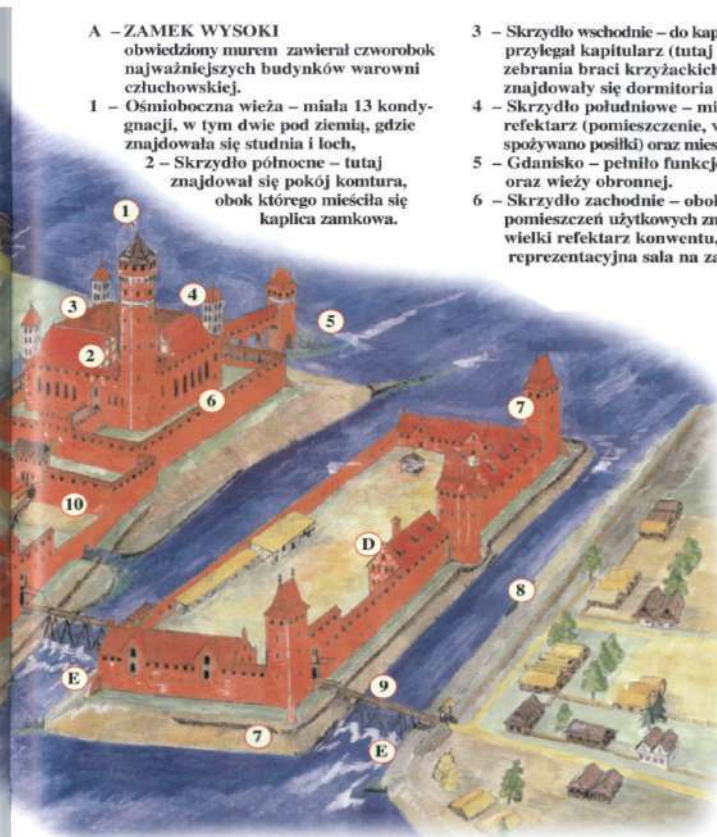 A – ZAMEK WYSOKI
obwiedziony murem zawierał czworobok
najważniejszych budynków warowni
człuchowskiej.
1 – Ośmioboczna wieża – miała 13 kondy-
gnacji, w tym dwie pod ziemią, gdzie
znajdowała się studnia i loch,
2 – Skrzydło północne – tutaj
znajdował się pokój komtura,
obok którego mieściła się
kaplica zamkowa.
3 – Skrzydło wschodnie – do
przylegał kapitularz (tutaj
zebrania braci krzyżackich
znajdowały się dormitoria
4 – Skrzydło południowe –
refektarz (pomieszczenie,
spożywano posiłki) oraz
5 – Gdanisko – pełniło
oraz wieży obronnej.
6 – Skrzydło zachodnie –
pomieszczeń użytkowych
wielki refektarz konwentu,
reprezentacyjna sala na
1
3
4
5
2
6
7
10
D
8
E
9
7
E